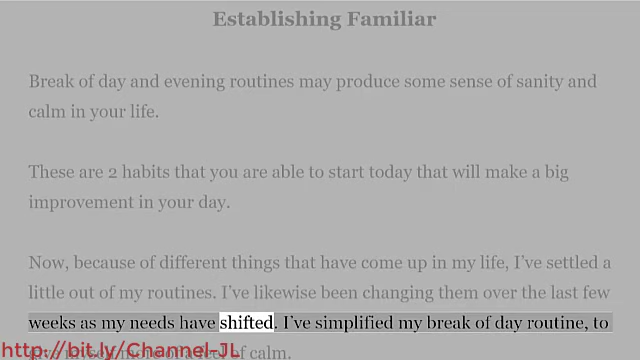 Establishing Familiar
Break of day and evening routines may produce some sense of sanity and
calm in your life.
These are 2 habits that you are able to start today that will make a big
improvement in your day.
Now, because of different things that have come up in my life, I've settled a
little out of my routines. I've likewise been changing them over the last few
weeks as my needs have shifted. I've simplified my break of day routine, to
http://bit.ly/Channel-JL
of calm.